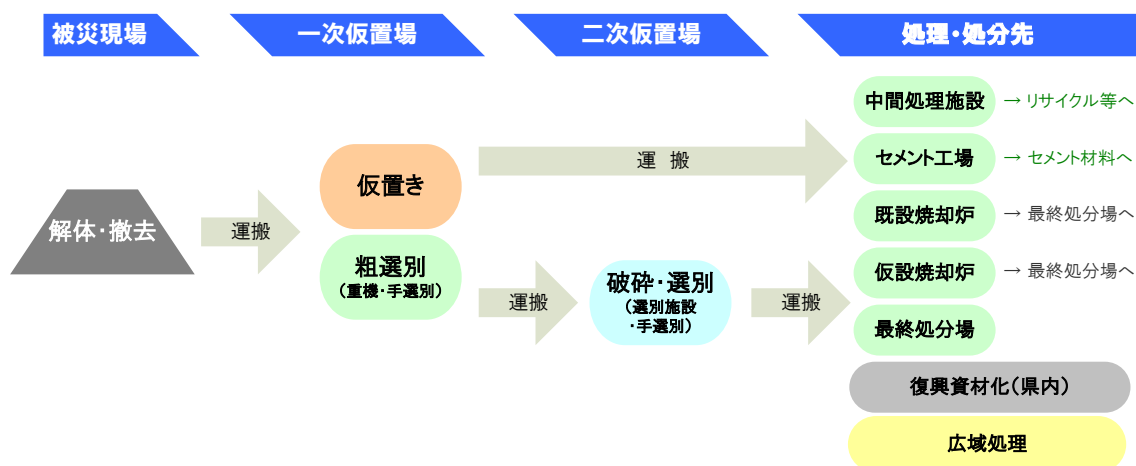 被災現場
一次仮置場
二次仮置場
処理・処分先
解体・撤去
運搬
仮置き
粗選別
(重機・手選別)
運 搬
運搬
破砕・選別
(選別施設
・手選別)
運搬
中間処理施設 → リサイクル等へ
セメント工場 → セメント材料へ
既設焼却炉 → 最終処分場へ
仮設焼却炉 → 最終処分場へ
最終処分場
復興資材化(県内)
広域処理